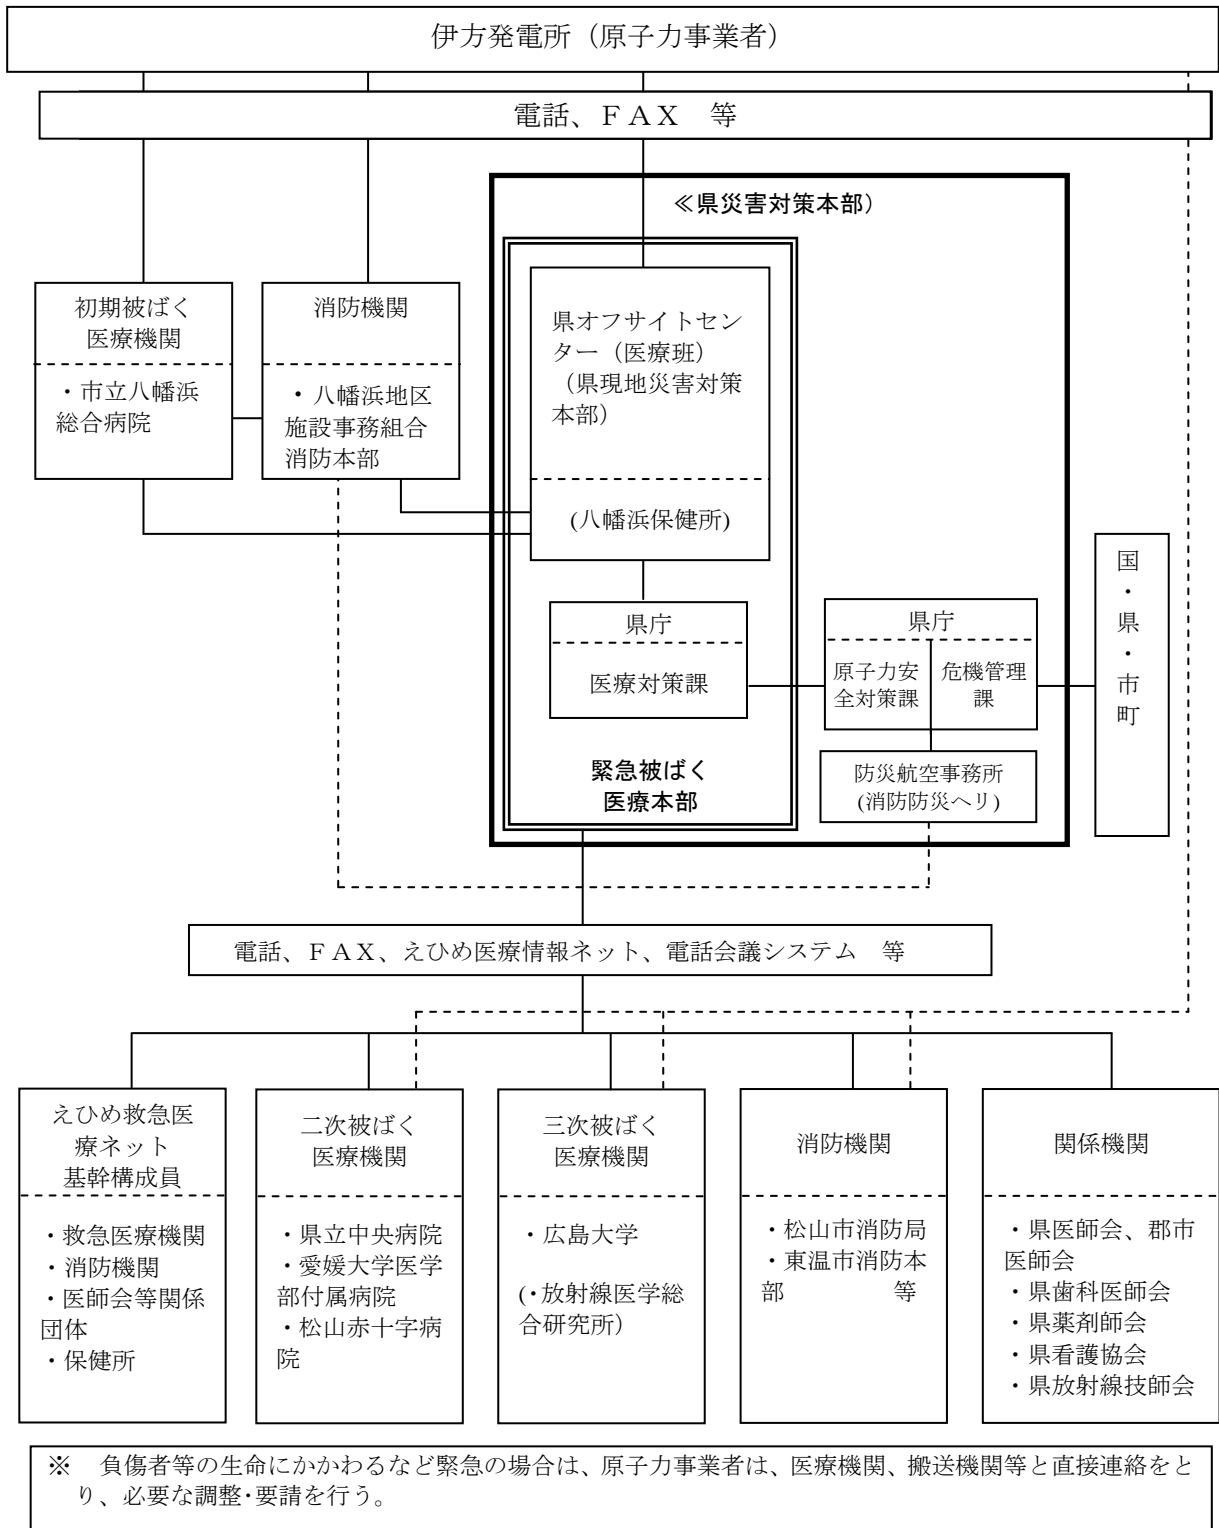 伊方発電所（原子力事業者）
電話、ＦＡＸ　等
≪県災害対策本部）
初期被ばく
医療機関
・市立八幡浜
総合病院
消防機関
・八幡浜地区
施設事務組合
消防本部
県オフサイトセン
ター（医療班）
（県現地災害対策
本部）
(八幡浜保健所)
県庁
医療対策課
緊急被ばく
医療本部
県庁
原子力安
全対策課
危機管理
課
防災航空事務所
(消防防災ヘリ)
国
・
県
・
市
町
電話、ＦＡＸ、えひめ医療情報ネット、電話会議システム　等
えひめ救急医
療ネット
基幹構成員
・救急医療機関
・消防機関
・医師会等関係
団体
・保健所
二次被ばく
医療機関
・県立中央病院
・愛媛大学医学
部付属病院
・松山赤十字病
院
三次被ばく
医療機関
・広島大学
(・放射線医学総
合研究所）
消防機関
・松山市消防局
・東温市消防本
部　　　　　等
関係機関
・県医師会、郡市
医師会
・県歯科医師会
・県薬剤師会
・県看護協会
・県放射線技師会
※　負傷者等の生命にかかわるなど緊急の場合は、原子力事業者は、医療機関、搬送機関等と直接連絡をと
り、必要な調整・要請を行う。